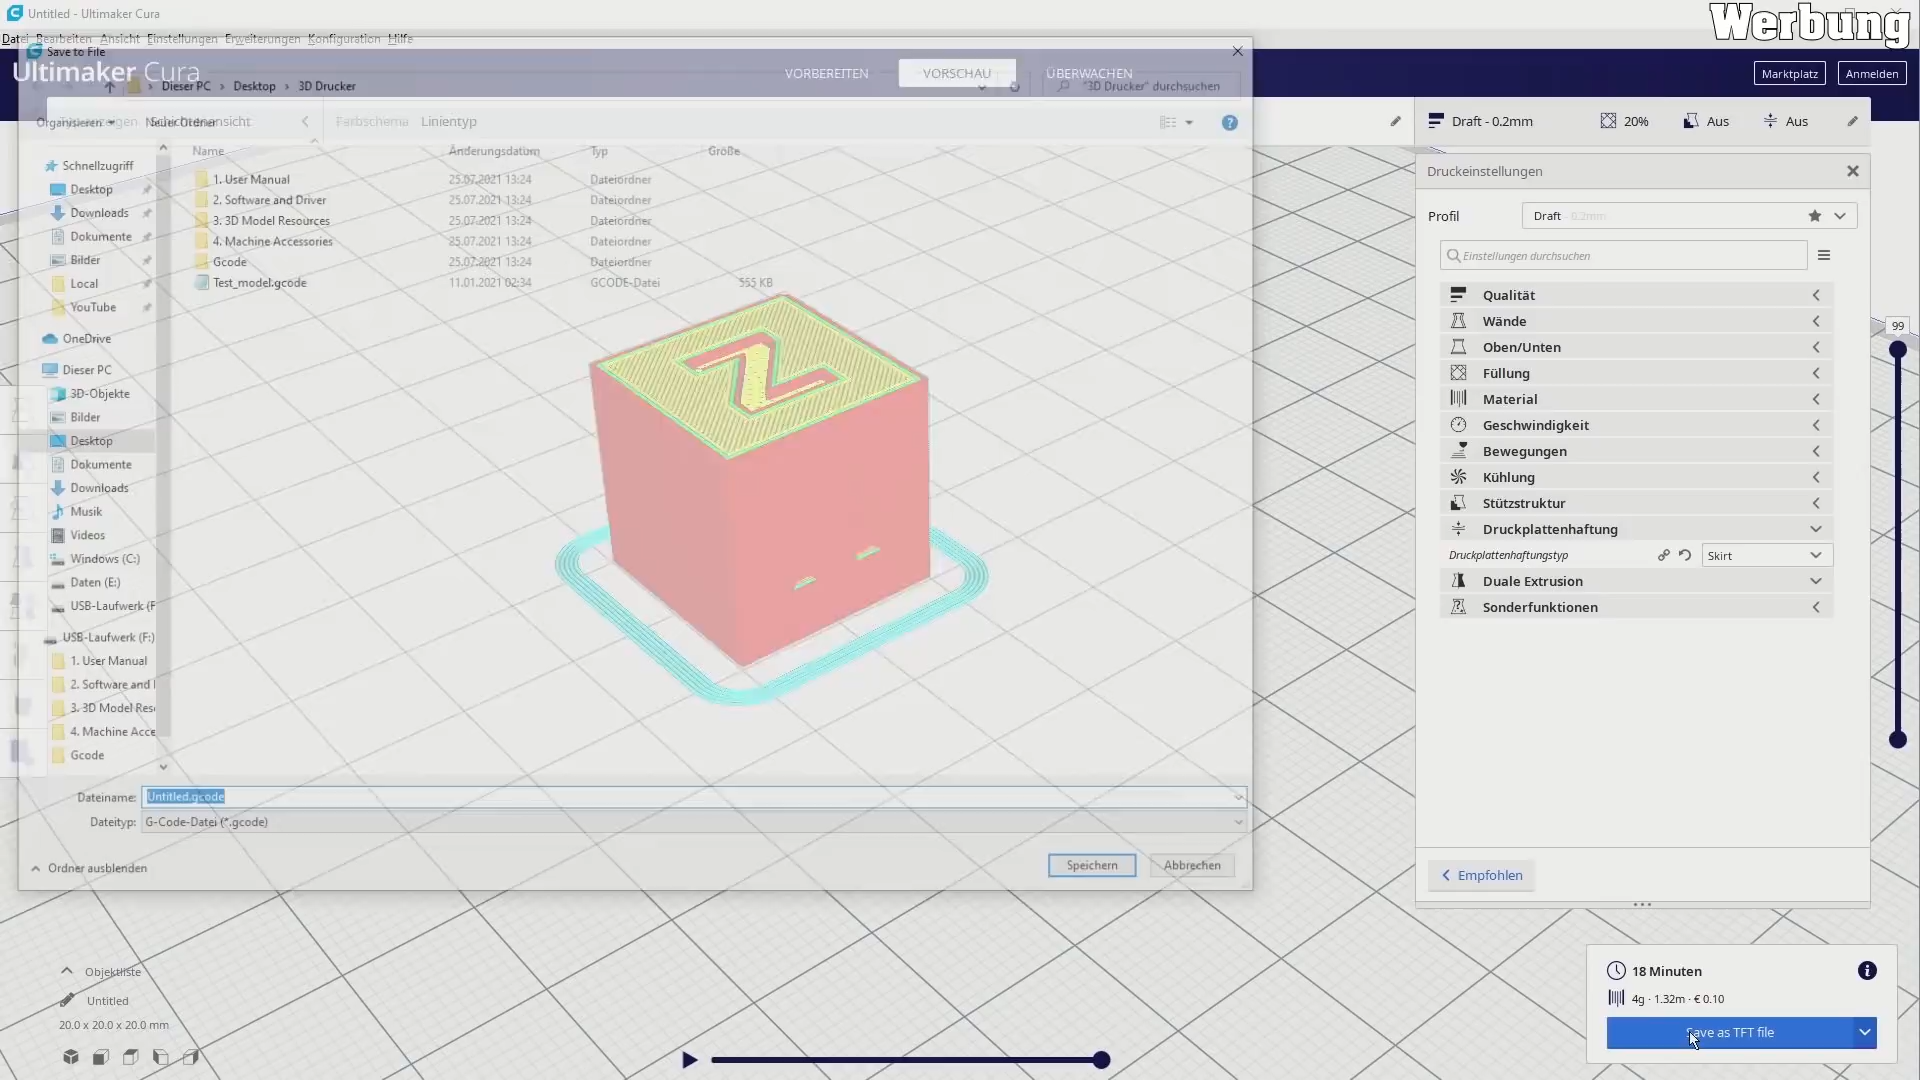 Untitled - Ultimaker Cura
Werbung
Datei Bearbeiten Ansicht Einstellungen Erweiterungen Konfiguration Hilfe
Save to File
Ultimaker Cura
VORBEREITEN
VORSCHAU
ÜBERWACHEN
Marktplatz
Anmelden
Dieser PC
Desktop
3D Drucker
"3D Drucker" durchsuchen
Organisieren
Neuer Ordner
Schichtenansicht
Farbschema
Linientyp
Draft - 0.2mm
20%
Aus
Aus
Name
Änderungsdatum
Typ
Größe
1. User Manual
25.07.2021 13:24
Dateiordner
2. Software and Driver
25.07.2021 13:24
Dateiordner
3. 3D Model Resources
25.07.2021 13:24
Dateiordner
4. Machine Accessories
25.07.2021 13:24
Dateiordner
Gcode
25.07.2021 13:24
Dateiordner
Test_model.gcode
11.01.2021 02:34
GCODE-Datei
555 KB
Schnellzugriff
Desktop
Downloads
Dokumente
Bilder
Local
YouTube
OneDrive
Dieser PC
3D-Objekte
Bilder
Desktop
Dokumente
Downloads
Musik
Videos
Windows (C:)
Daten (E:)
USB-Laufwerk (F
USB-Laufwerk (F:)
1. User Manual
2. Software and
3. 3D Model Res
4. Machine Acce
Gcode
Dateiname:
Untitled.gcode
Dateityp:
G-Code-Datei (*.gcode)
Ordner ausblenden
Speichern
Abbrechen
Druckeinstellungen
Profil
Draft - 0.2mm
Einstellungen durchsuchen
Qualität
Wände
Oben/Unten
Füllung
Material
Geschwindigkeit
Bewegungen
Kühlung
Stützstruktur
Druckplattenhaftung
Druckplattenhaftungstyp
Skirt
Duale Extrusion
Sonderfunktionen
99
Empfohlen
Objektliste
Untitled
20.0 x 20.0 x 20.0 mm
18 Minuten
4g · 1.32m · € 0.10
Save as TFT file